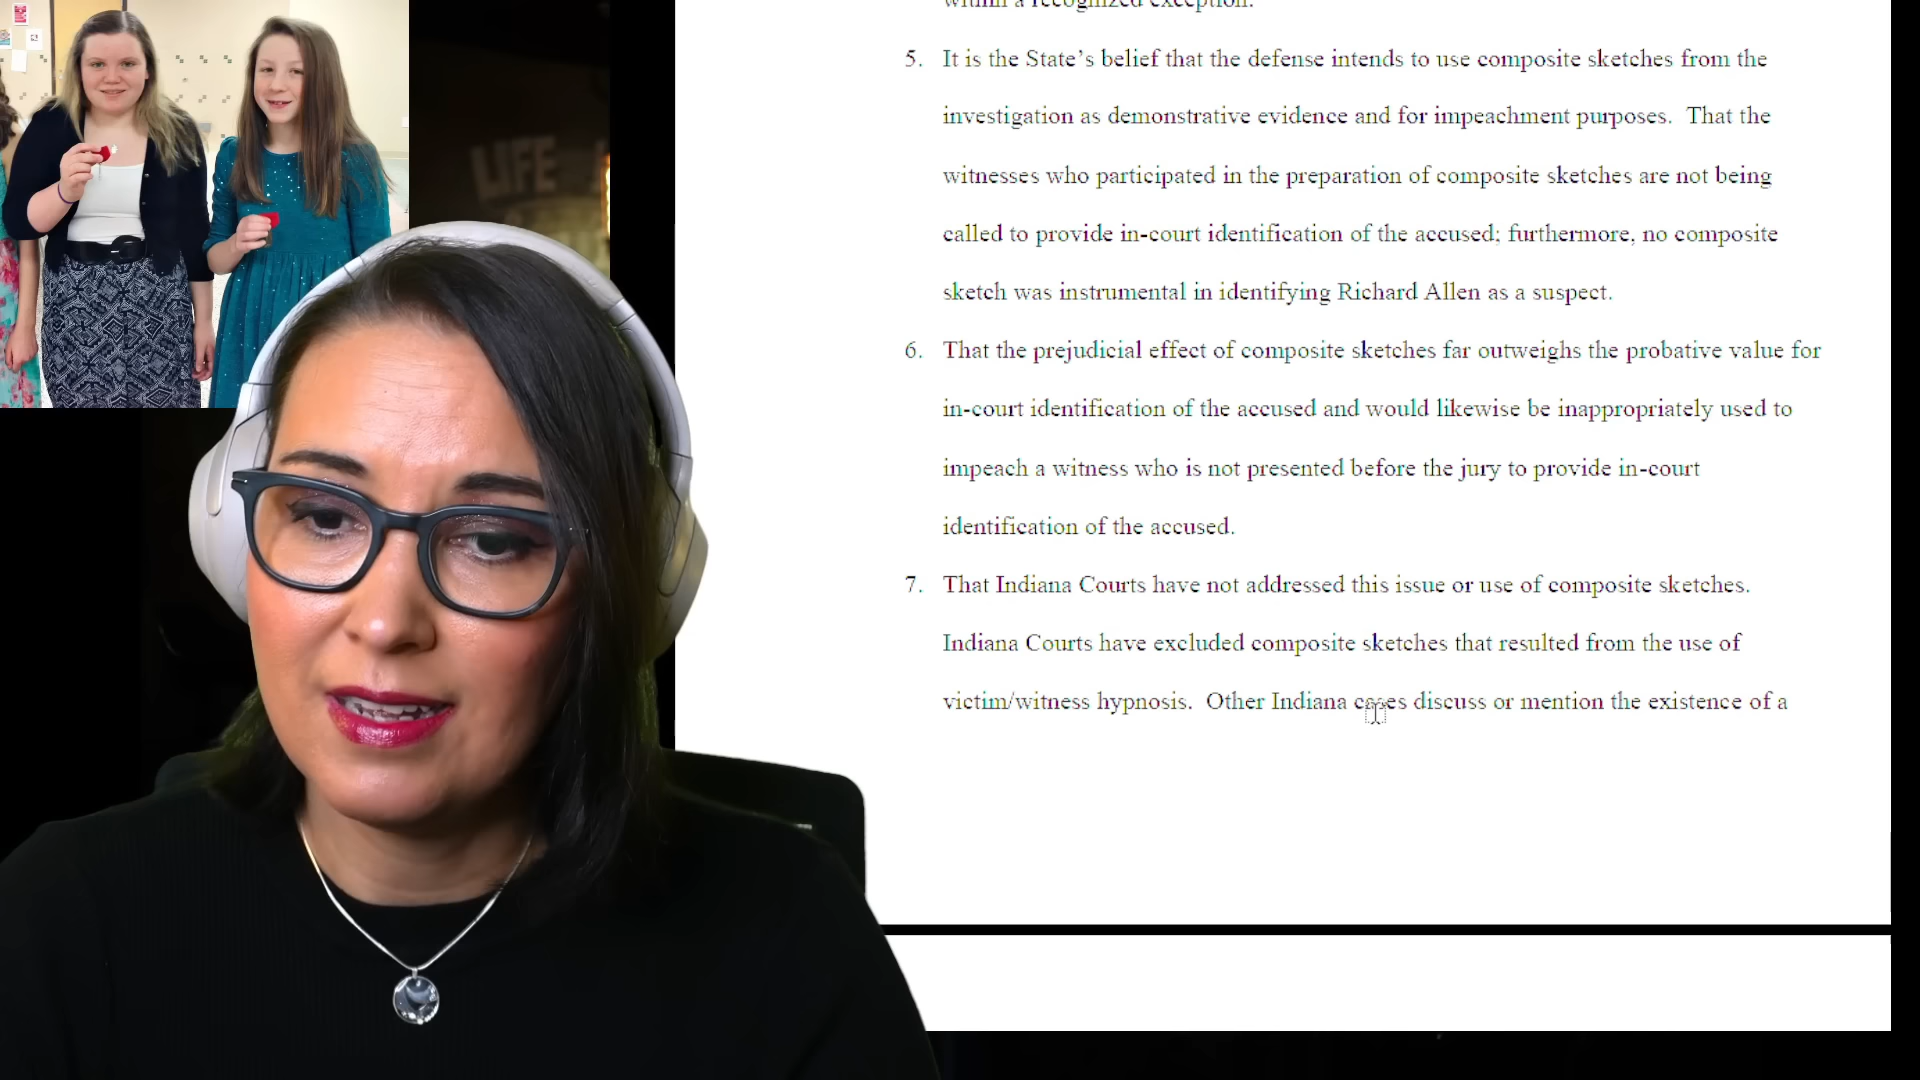 LIFE
within a recognized exception.
5. It is the State’s belief that the defense intends to use composite sketches from the
investigation as demonstrative evidence and for impeachment purposes.  That the
witnesses who participated in the preparation of composite sketches are not being
called to provide in-court identification of the accused; furthermore, no composite
sketch was instrumental in identifying Richard Allen as a suspect.
6. That the prejudicial effect of composite sketches far outweighs the probative value for
in-court identification of the accused and would likewise be inappropriately used to
impeach a witness who is not presented before the jury to provide in-court
identification of the accused.
7. That Indiana Courts have not addressed this issue or use of composite sketches.
Indiana Courts have excluded composite sketches that resulted from the use of
victim/witness hypnosis.  Other Indiana cases discuss or mention the existence of a